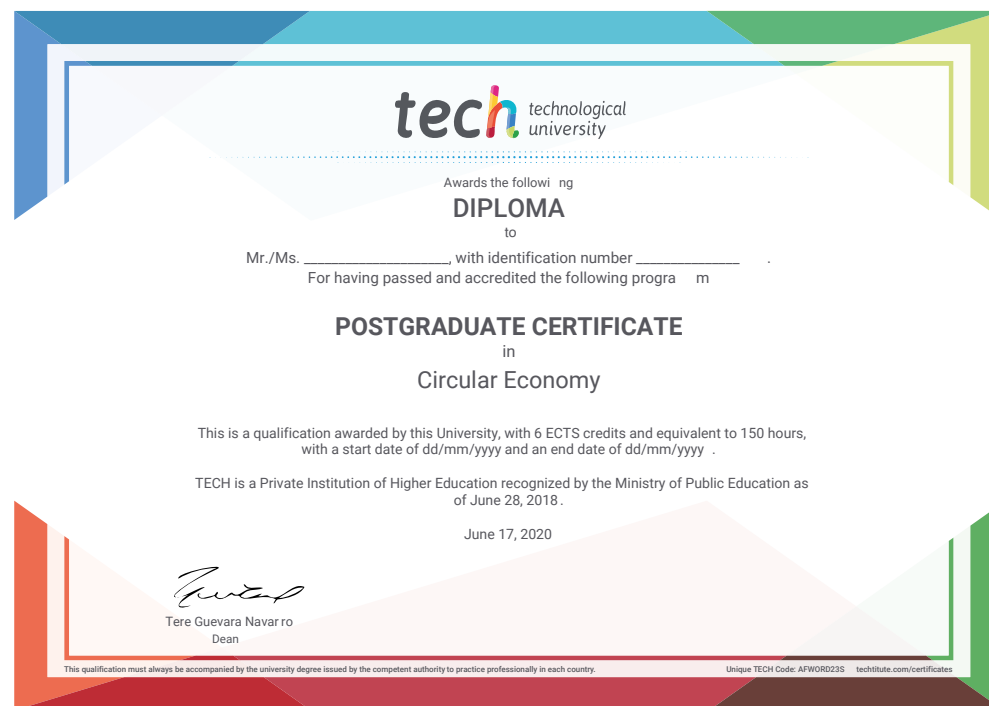 tech technological
university
Awards the followi ng
DIPLOMA
to
Mr./Ms. _____________________, with identification number _______________ .
For having passed and accredited the following progra m
POSTGRADUATE CERTIFICATE
in
Circular Economy
This is a qualification awarded by this University, with 6 ECTS credits and equivalent to 150 hours,
with a start date of dd/mm/yyyy and an end date of dd/mm/yyyy .
TECH is a Private Institution of Higher Education recognized by the Ministry of Public Education as
of June 28, 2018.
June 17, 2020
Tere Guevara Navarro
Dean
This qualification must always be accompanied by the university degree issued by the competent authority to practice professionally in each country.
Unique TECH Code: AFWORD23S techtitute.com/certificates